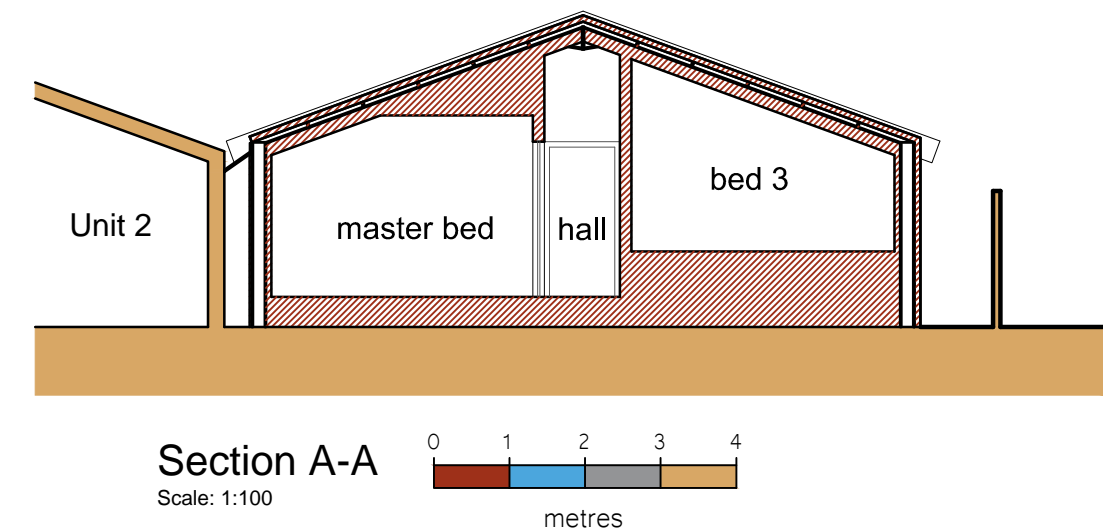 bed 3
Unit 2
master bed
hall
Section A-A
Scale: 1:100
0 1 2 3 4
metres